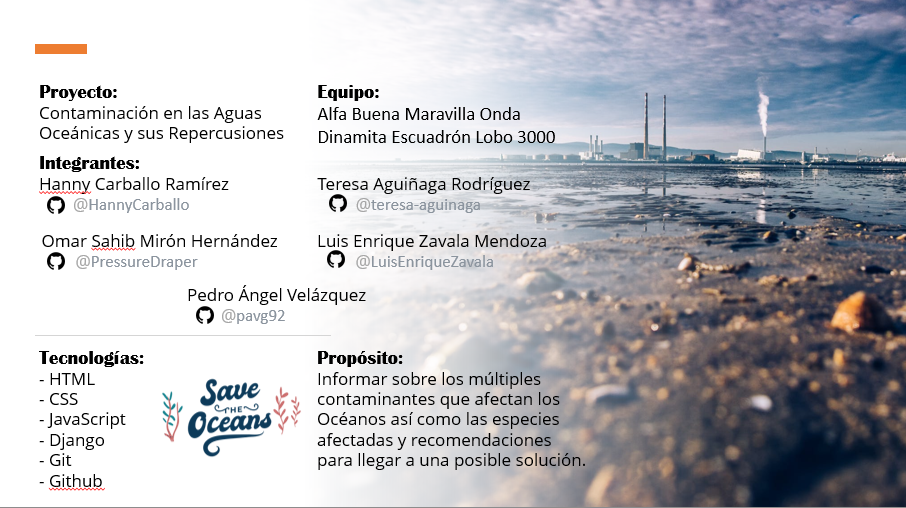 Proyecto:
Contaminación en las Aguas
Oceánicas y sus Repercusiones
Equipo:
Alfa Buena Maravilla Onda
Dinamita Escuadrón Lobo 3000
Integrantes:
Hanny Carballo Ramírez
@HannyCarballo
Teresa Aguiñaga Rodríguez
@teresa-aguinaga
Omar Sahib Mirón Hernández
@PressureDraper
Luis Enrique Zavala Mendoza
@LuisEnriqueZavala
Pedro Ángel Velázquez
@pavg92
Tecnologías:
- HTML
- CSS
- JavaScript
- Django
- Git
- Github
Save
THE
Oceans
Propósito:
Informar sobre los múltiples
contaminantes que afectan los
Océanos así como las especies
afectadas y recomendaciones
para llegar a una posible solución.